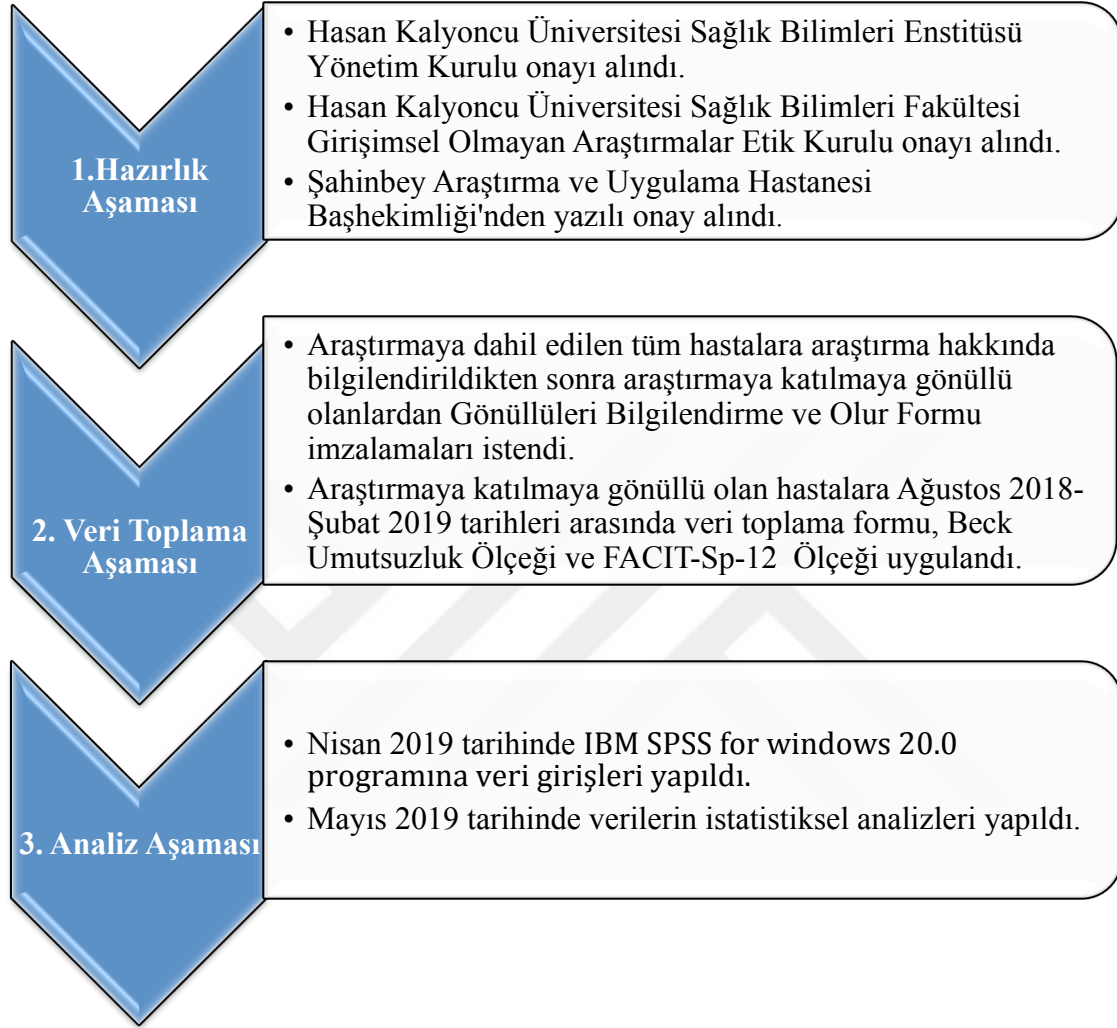 1.Hazırlık
Aşaması
• Hasan Kalyoncu Üniversitesi Sağlık Bilimleri Enstitüsü
Yönetim Kurulu onayı alındı.
• Hasan Kalyoncu Üniversitesi Sağlık Bilimleri Fakültesi
Girişimsel Olmayan Araştırmalar Etik Kurulu onayı alındı.
• Şahinbey Araştırma ve Uygulama Hastanesi
Başhekimliği'nden yazılı onay alındı.
2. Veri Toplama
Aşaması
• Araştırmaya dahil edilen tüm hastalara araştırma hakkında
bilgilendirildikten sonra araştırmaya katılmaya gönüllü
olanlardan Gönüllüleri Bilgilendirme ve Olur Formu
imzalamaları istendi.
• Araştırmaya katılmaya gönüllü olan hastalara Ağustos 2018-
Şubat 2019 tarihleri arasında veri toplama formu, Beck
Umutsuzluk Ölçeği ve FACIT-Sp-12 Ölçeği uygulandı.
3. Analiz Aşaması
• Nisan 2019 tarihinde IBM SPSS for windows 20.0
programına veri girişleri yapıldı.
• Mayıs 2019 tarihinde verilerin istatistiksel analizleri yapıldı.